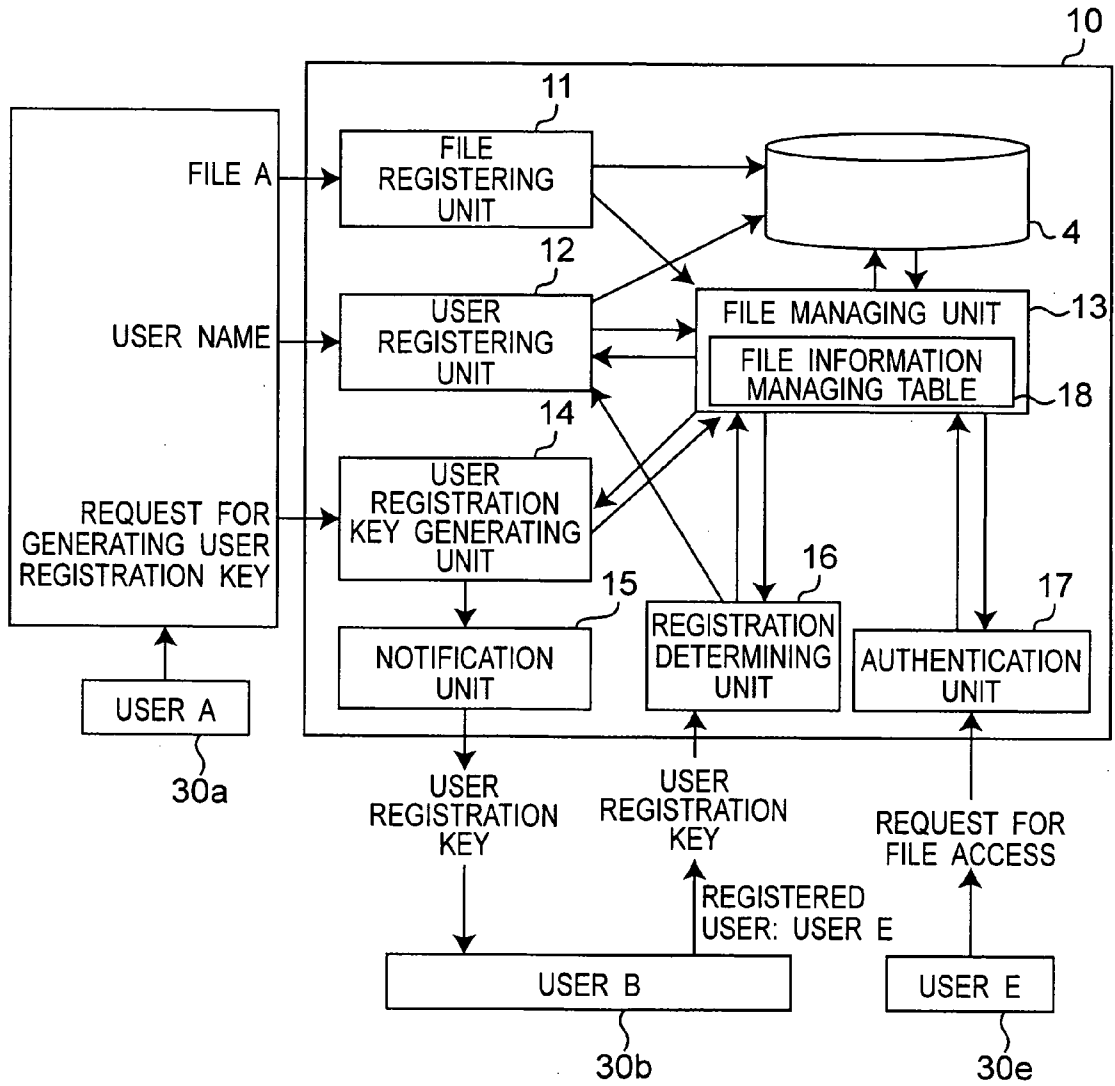 10
11
FILE
REGISTERING
UNIT
FILE A
4
12
USER
REGISTERING
UNIT
USER NAME
FILE MANAGING UNIT
13
FILE INFORMATION
MANAGING TABLE
18
14
USER
REGISTRATION
KEY GENERATING
UNIT
REQUEST FOR
GENERATING USER
REGISTRATION KEY
15
NOTIFICATION
UNIT
16
REGISTRATION
DETERMINING
UNIT
17
AUTHENTICATION
UNIT
USER A
30a
USER
REGISTRATION
KEY
USER
REGISTRATION
KEY
REQUEST FOR
FILE ACCESS
REGISTERED
USER: USER E
USER B
30b
USER E
30e